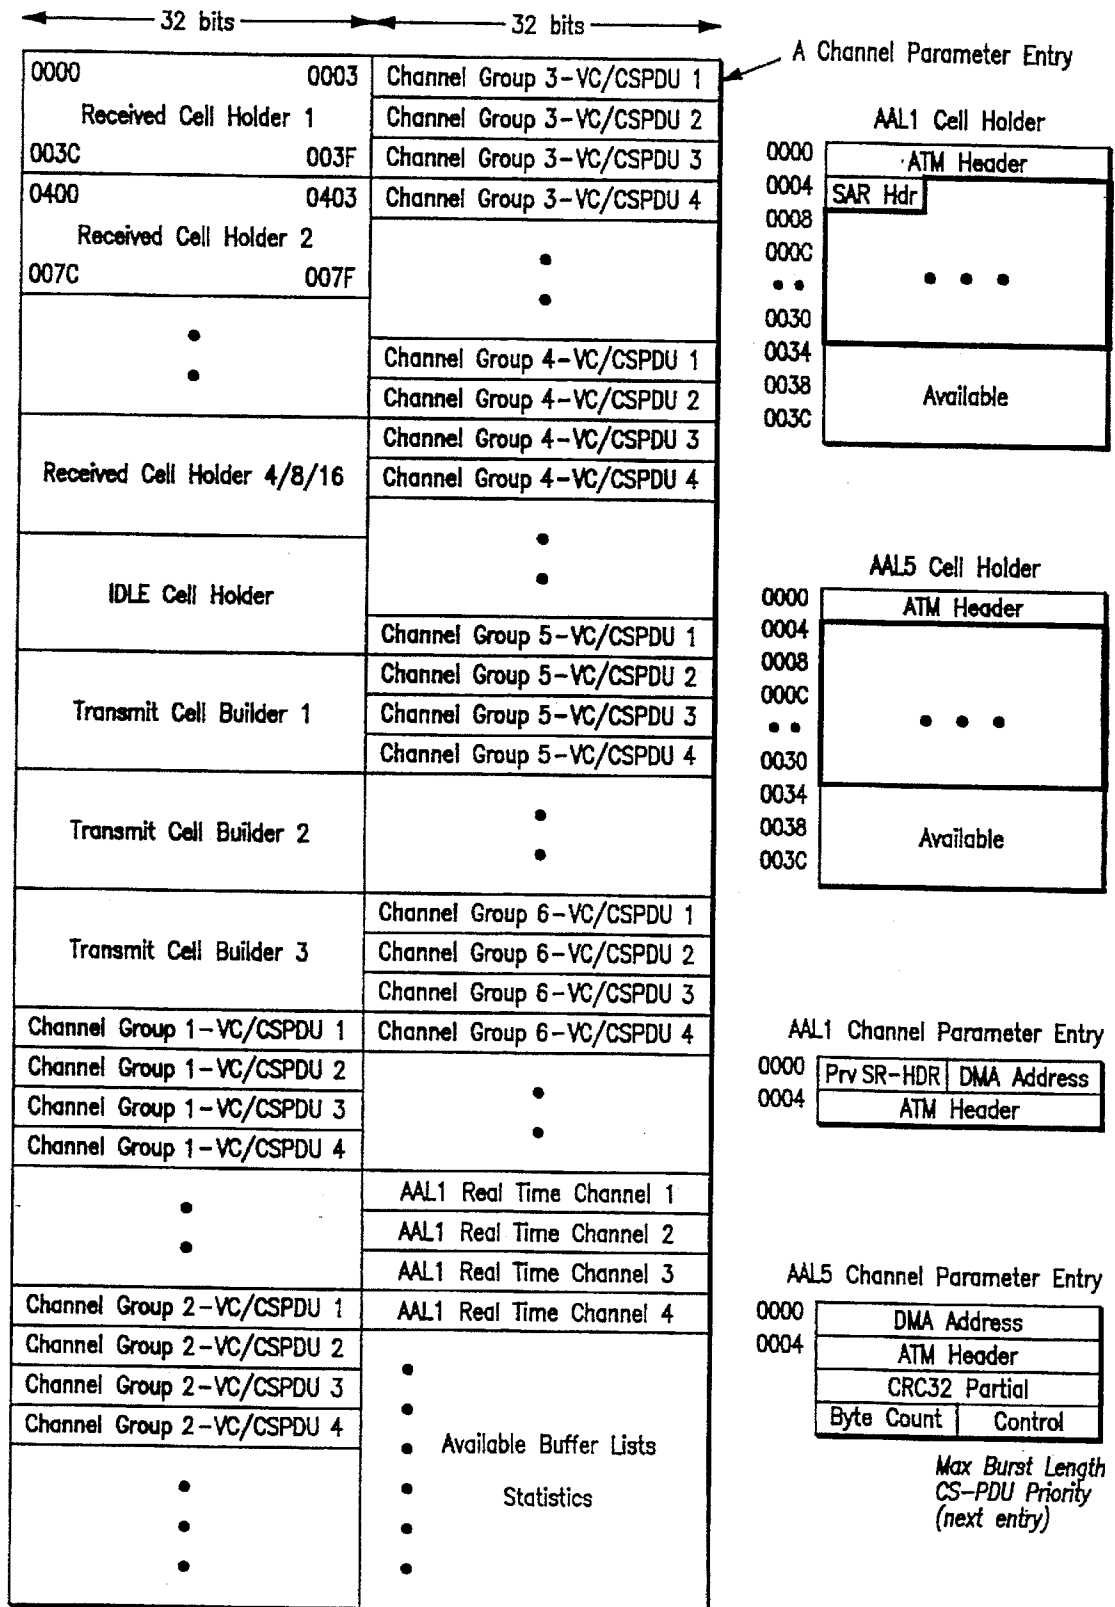 32 bits
32 bits
A Channel Parameter Entry
0000 0003
Received Cell Holder 1
003C 003F
0400 0403
Received Cell Holder 2
007C 007F
Received Cell Holder 4/8/16
IDLE Cell Holder
Transmit Cell Builder 1
Transmit Cell Builder 2
Transmit Cell Builder 3
Channel Group 1-VC/CSPDU 1
Channel Group 1-VC/CSPDU 2
Channel Group 1-VC/CSPDU 3
Channel Group 1-VC/CSPDU 4
Channel Group 2-VC/CSPDU 1
Channel Group 2-VC/CSPDU 2
Channel Group 2-VC/CSPDU 3
Channel Group 2-VC/CSPDU 4
Channel Group 3-VC/CSPDU 1
Channel Group 3-VC/CSPDU 2
Channel Group 3-VC/CSPDU 3
Channel Group 3-VC/CSPDU 4
Channel Group 4-VC/CSPDU 1
Channel Group 4-VC/CSPDU 2
Channel Group 4-VC/CSPDU 3
Channel Group 4-VC/CSPDU 4
Channel Group 5-VC/CSPDU 1
Channel Group 5-VC/CSPDU 2
Channel Group 5-VC/CSPDU 3
Channel Group 5-VC/CSPDU 4
Channel Group 6-VC/CSPDU 1
Channel Group 6-VC/CSPDU 2
Channel Group 6-VC/CSPDU 3
Channel Group 6-VC/CSPDU 4
AAL1 Real Time Channel 1
AAL1 Real Time Channel 2
AAL1 Real Time Channel 3
AAL1 Real Time Channel 4
Available Buffer Lists
Statistics
AAL1 Cell Holder
0000 ATM Header
0004 SAR Hdr
0008
000C
0030
0034
0038 Available
003C
AAL5 Cell Holder
0000 ATM Header
0004
0008
000C
0030
0034
0038 Available
003C
AAL1 Channel Parameter Entry
0000 Prv SR-HDR DMA Address
0004 ATM Header
AAL5 Channel Parameter Entry
0000 DMA Address
0004 ATM Header
CRC32 Partial
Byte Count Control
Max Burst Length
CS-PDU Priority
(next entry)